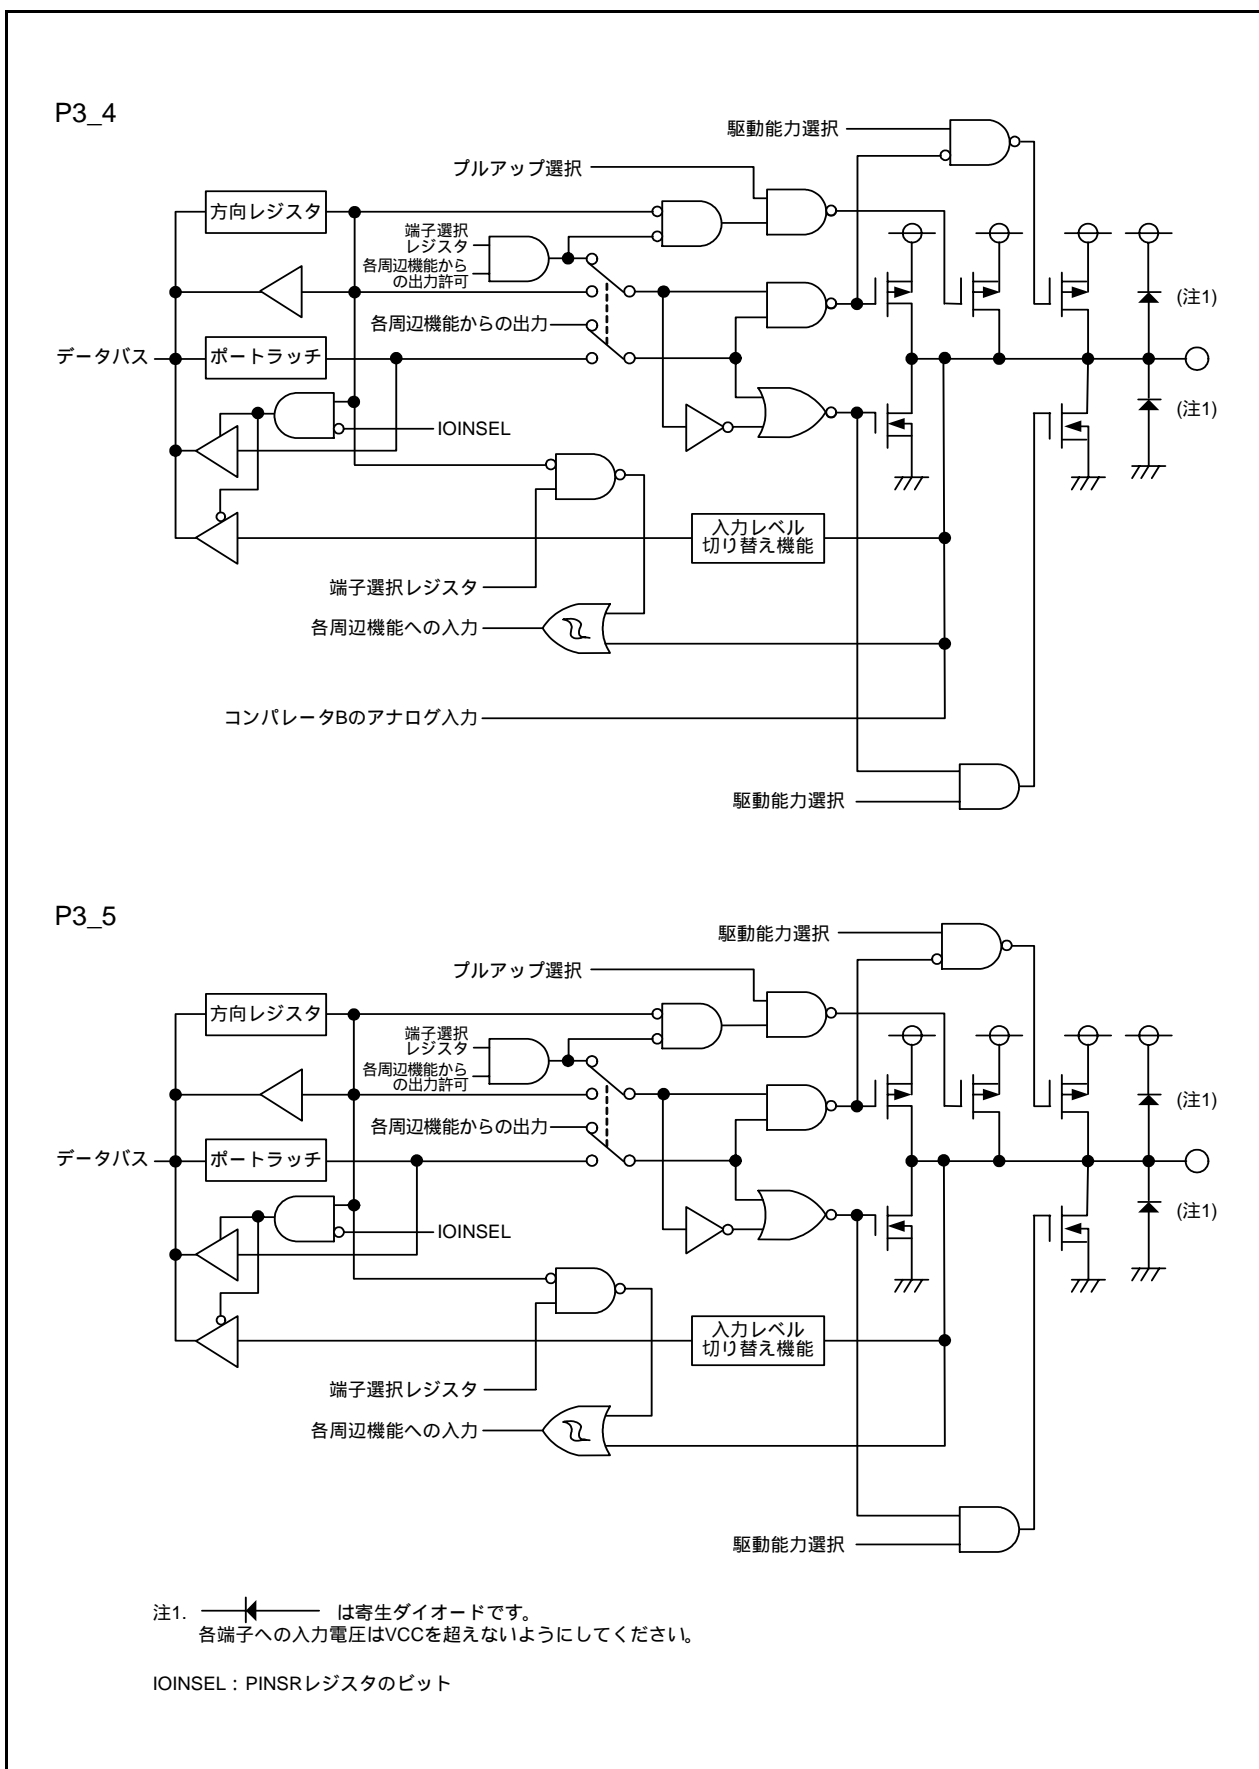 P3_4
駆動能力選択
プルアップ選択
方向レジスタ
端子選択
レジスタ
各周辺機能から
の出力許可
(注1)
各周辺機能からの出力
データバス
ポートラッチ
(注1)
IOINSEL
入力レベル
切り替え機能
端子選択レジスタ
各周辺機能への入力
コンパレータBのアナログ入力
駆動能力選択
P3_5
駆動能力選択
プルアップ選択
方向レジスタ
端子選択
レジスタ
各周辺機能から
の出力許可
(注1)
各周辺機能からの出力
データバス
ポートラッチ
(注1)
IOINSEL
入力レベル
切り替え機能
端子選択レジスタ
各周辺機能への入力
駆動能力選択
注1. は寄生ダイオードです。
各端子への入力電圧はVCCを超えないようにしてください。
IOINSEL：PINSRレジスタのビット